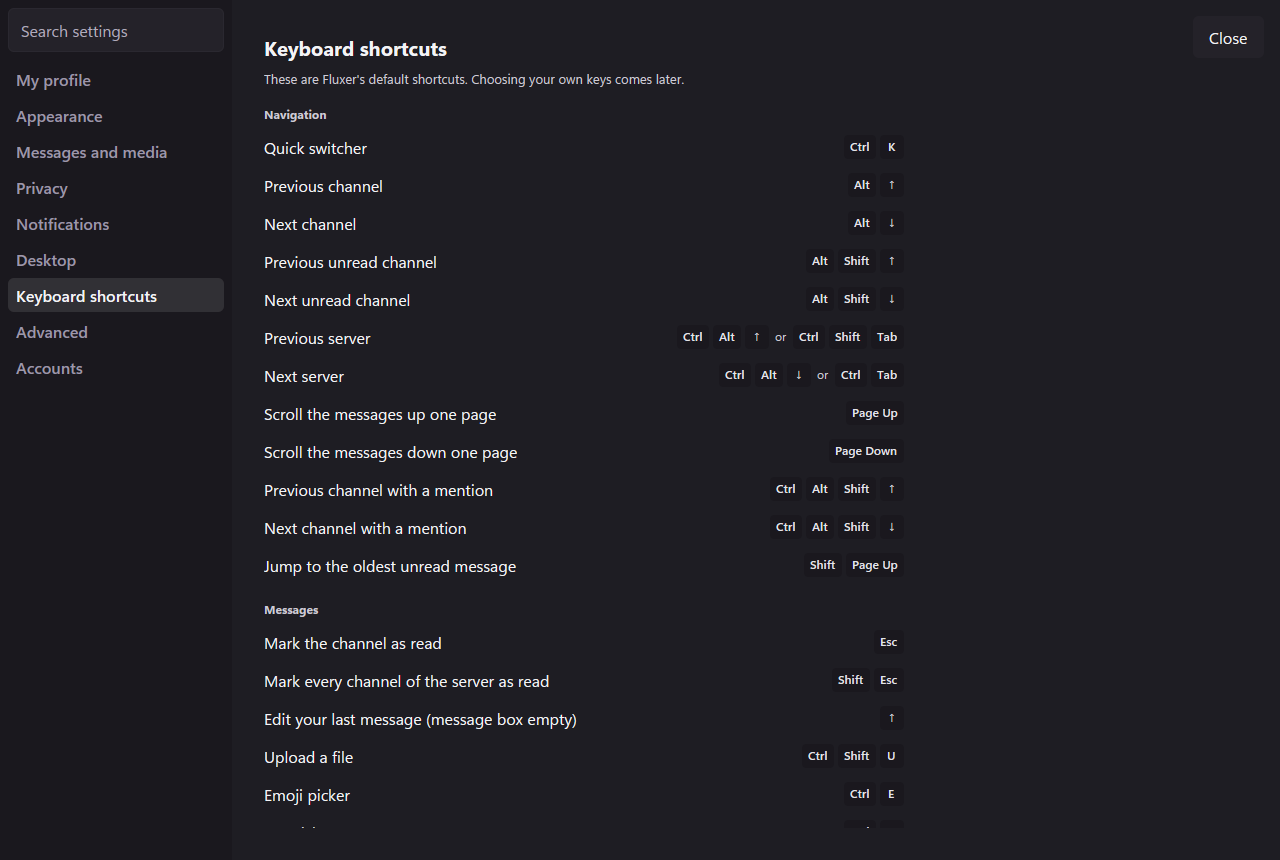 Search settings
My profile
Appearance
Messages and media
Privacy
Notifications
Desktop
Keyboard shortcuts
Advanced
Accounts
Close
Keyboard shortcuts
These are Fluxer's default shortcuts. Choosing your own keys comes later.
Navigation
Quick switcher Ctrl K
Previous channel Alt ↑
Next channel Alt ↓
Previous unread channel Alt Shift ↑
Next unread channel Alt Shift ↓
Previous server Ctrl Alt ↑ or Ctrl Shift Tab
Next server Ctrl Alt ↓ or Ctrl Tab
Scroll the messages up one page Page Up
Scroll the messages down one page Page Down
Previous channel with a mention Ctrl Alt Shift ↑
Next channel with a mention Ctrl Alt Shift ↓
Jump to the oldest unread message Shift Page Up
Messages
Mark the channel as read Esc
Mark every channel of the server as read Shift Esc
Edit your last message (message box empty) ↑
Upload a file Ctrl Shift U
Emoji picker Ctrl E